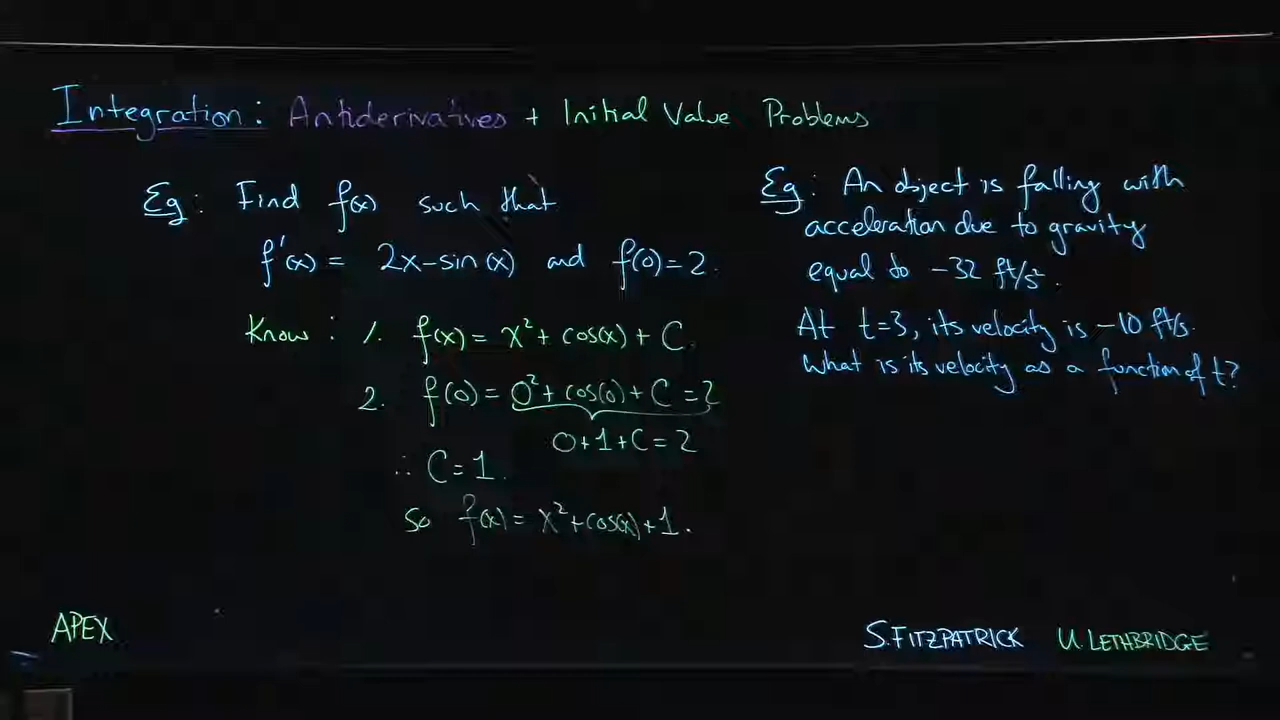 Integration: Antiderivatives + Initial Value Problems
Eg: Find f(x) such that
f'(x) = 2x-sin(x) and f(0)=2.
Know: 1. f(x) = x²+ cos(x) + C
2. f(0) = 0²+ cos(0) + C = 2
0+1+C = 2
∴ C = 1.
So f(x) = x²+cos(x)+1.
Eg: An object is falling with
acceleration due to gravity
equal to -32 ft/s².
At t=3, its velocity is -10 ft/s.
What is its velocity as a function of t?
APEX
S.FITZPATRICK U. LETHBRIDGE